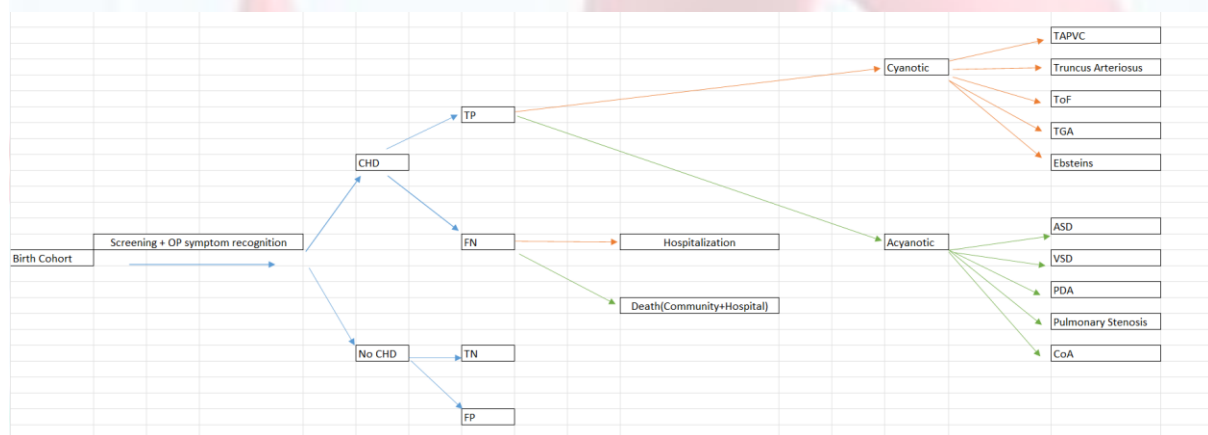 TAPVC
Cyanotic
Truncus Arteriosus
ToF
TP
TGA
CHD
Ebsteins
ASD
Screening + OP symptom recognition
FN
Hospitalization
Acyanotic
Birth Cohort
VSD
PDA
Death(Community+Hospital)
Pulmonary Stenosis
No CHD
TN
CoA
FP